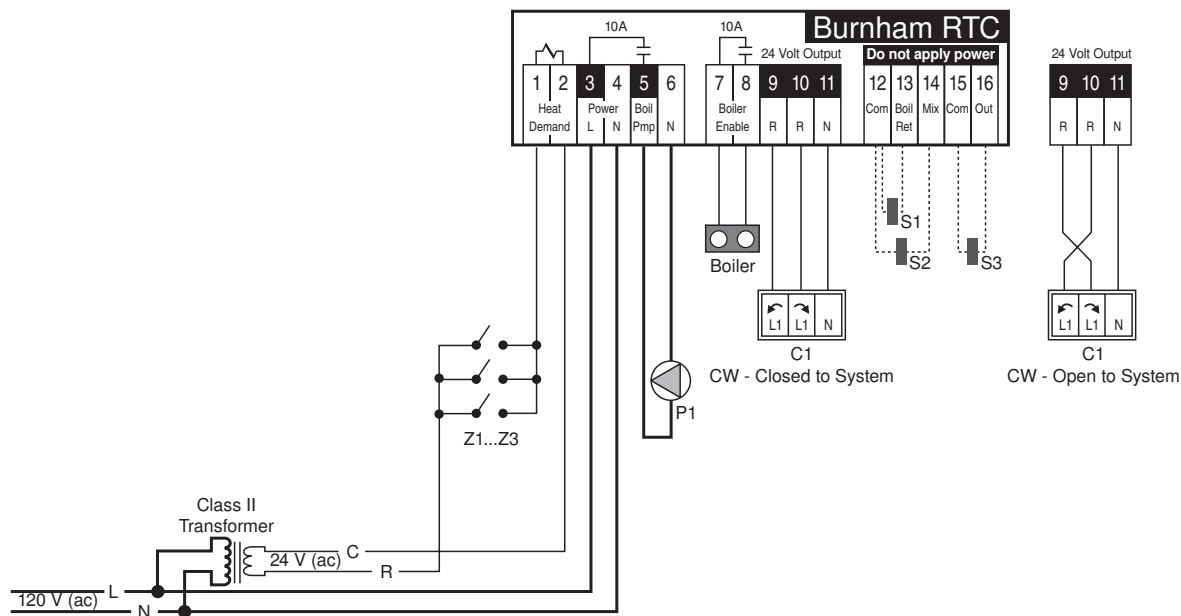 Burnham RTC
10A
10A
24 Volt Output
Do not apply power
24 Volt Output
1 2 3 4 5 6 7 8 9 10 11 12 13 14 15 16
9 10 11
Heat Demand
Power
L N
Boil Pmp
N
Boiler Enable
R R N
Com
Boil Ret
Mix
Com
Out
R R N
S1
S2
S3
Boiler
L1 L1 N
C1
CW - Closed to System
L1 L1 N
C1
CW - Open to System
P1
Z1...Z3
Class II
Transformer
24 V (ac)
C
R
L
120 V (ac)
N